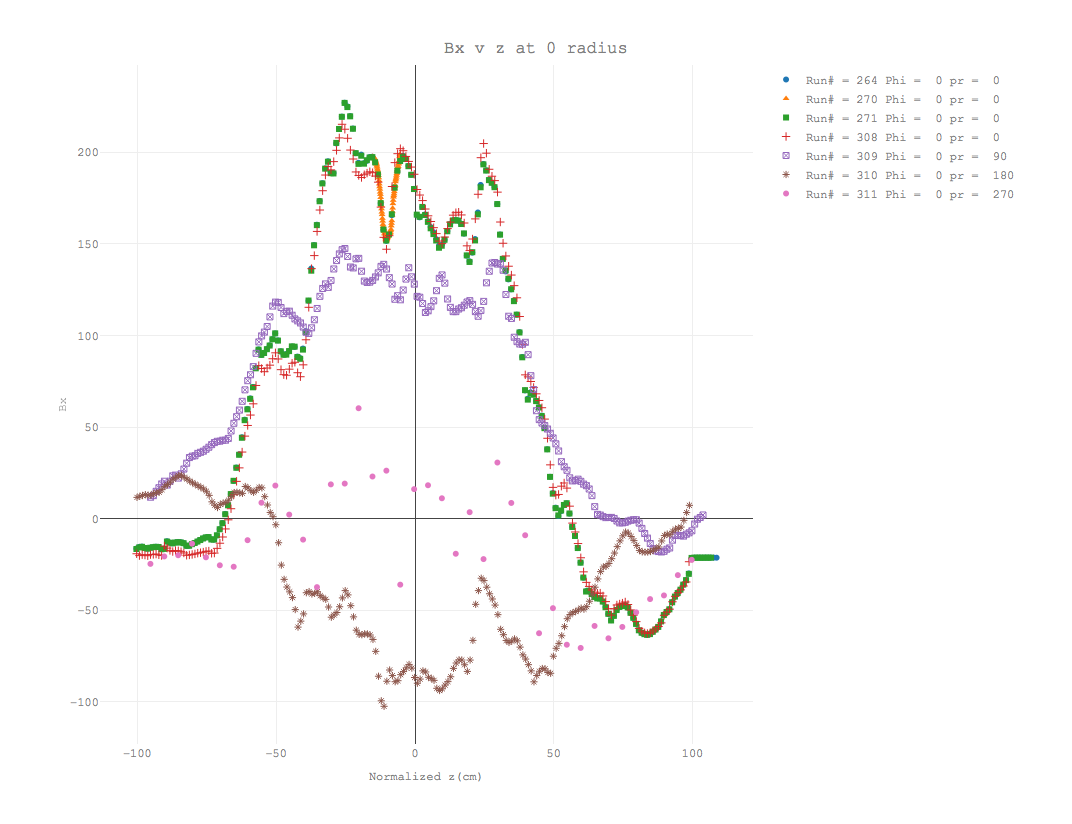 Bx v z at 0 radius
Run# = 264 Phi =  0 pr =  0
Run# = 270 Phi =  0 pr =  0
Run# = 271 Phi =  0 pr =  0
Run# = 308 Phi =  0 pr =  0
Run# = 309 Phi =  0 pr =  90
Run# = 310 Phi =  0 pr =  180
Run# = 311 Phi =  0 pr =  270
200
150
100
50
0
−50
−100
Bx
−100 −50 0 50 100
Normalized z(cm)